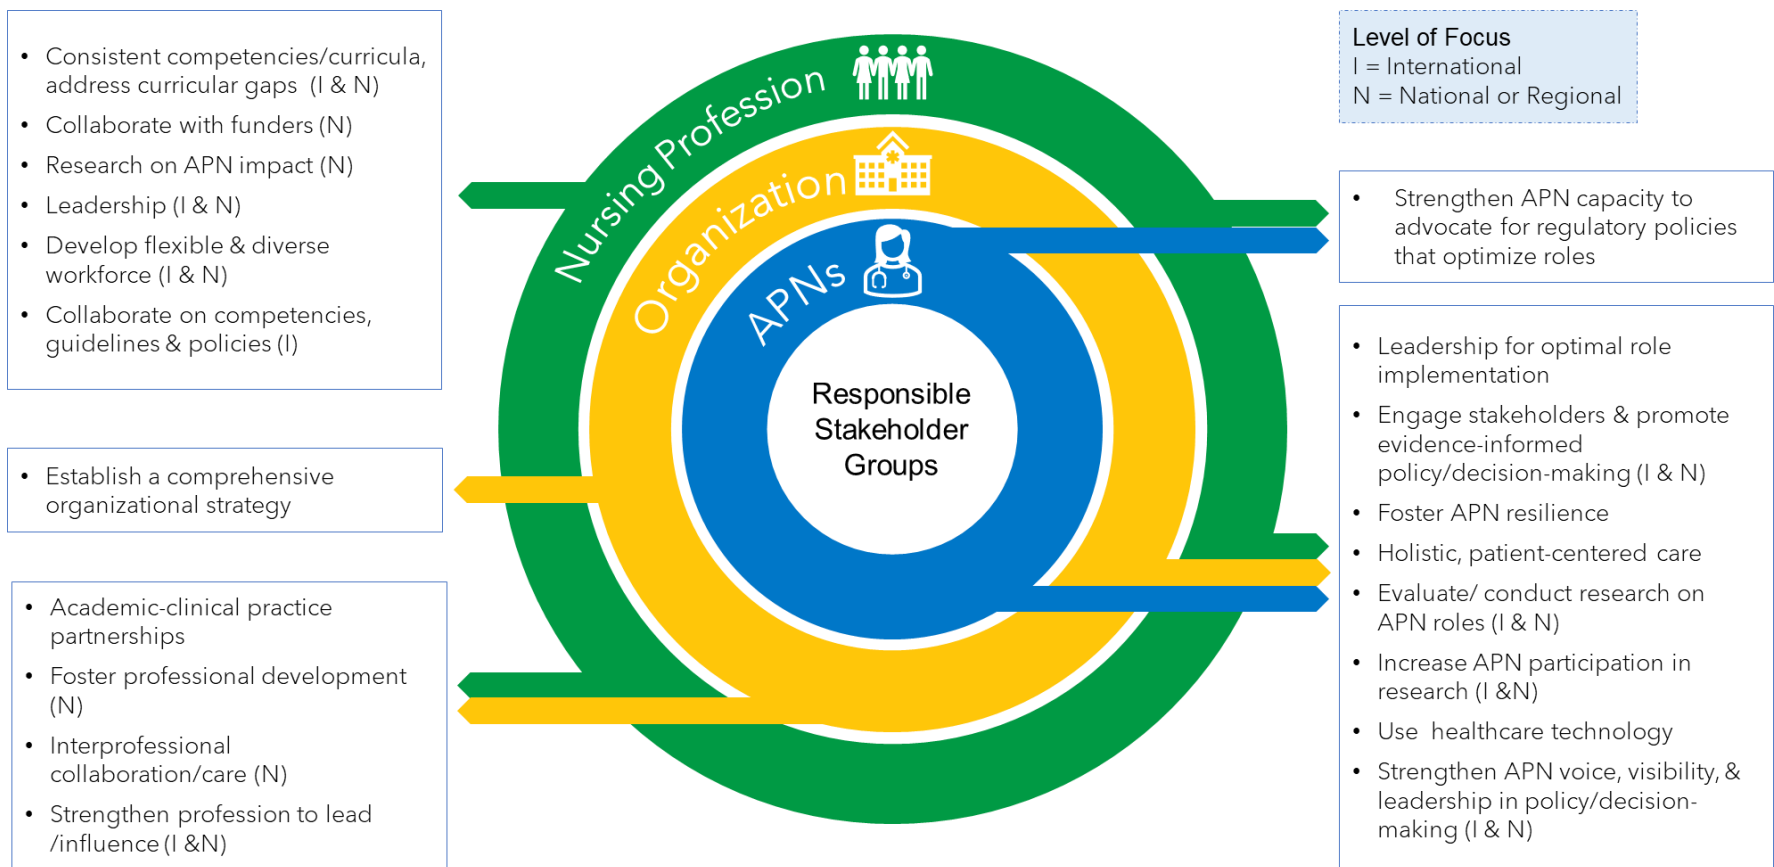 • Consistent competencies/curricula,
address curricular gaps (I & N)
• Collaborate with funders (N)
• Research on APN impact (N)
• Leadership (I & N)
• Develop flexible & diverse
workforce (I & N)
• Collaborate on competencies,
guidelines & policies (I)
• Establish a comprehensive
organizational strategy
• Academic-clinical practice
partnerships
• Foster professional development
(N)
• Interprofessional
collaboration/care (N)
• Strengthen profession to lead
/influence (I &N)
Nursing Profession
Organization
APNs
Responsible
Stakeholder
Groups
Level of Focus
I = International
N = National or Regional
• Strengthen APN capacity to
advocate for regulatory policies
that optimize roles
• Leadership for optimal role
implementation
• Engage stakeholders & promote
evidence-informed
policy/decision-making (I & N)
• Foster APN resilience
• Holistic, patient-centered care
• Evaluate/ conduct research on
APN roles (I & N)
• Increase APN participation in
research (I &N)
• Use healthcare technology
• Strengthen APN voice, visibility, &
leadership in policy/decision-
making (I & N)